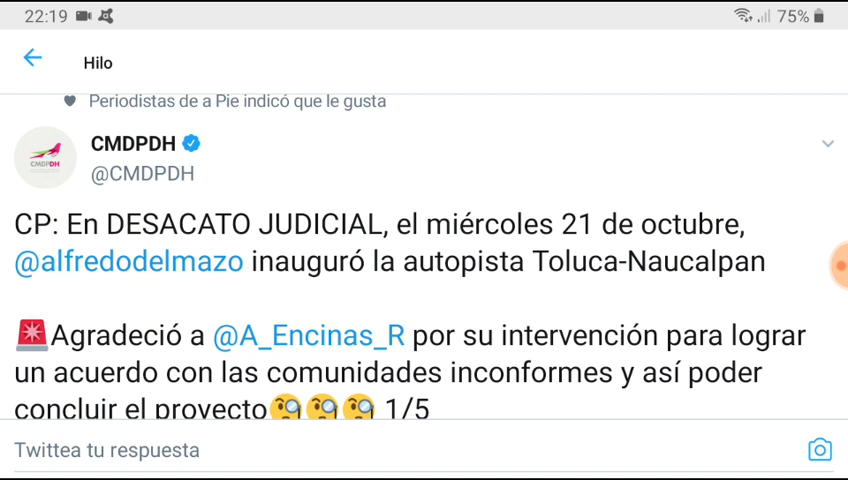 22:19 75%
Hilo
Periodistas de a Pie indicó que le gusta
CMDPDH
CMDPDH
@CMDPDH
CP: En DESACATO JUDICIAL, el miércoles 21 de octubre,
@alfredodelmazo inauguró la autopista Toluca-Naucalpan
🚨Agradeció a @A_Encinas_R por su intervención para lograr
un acuerdo con las comunidades inconformes y así poder
concluir el proyecto🧐🧐🧐 1/5
Twittea tu respuesta